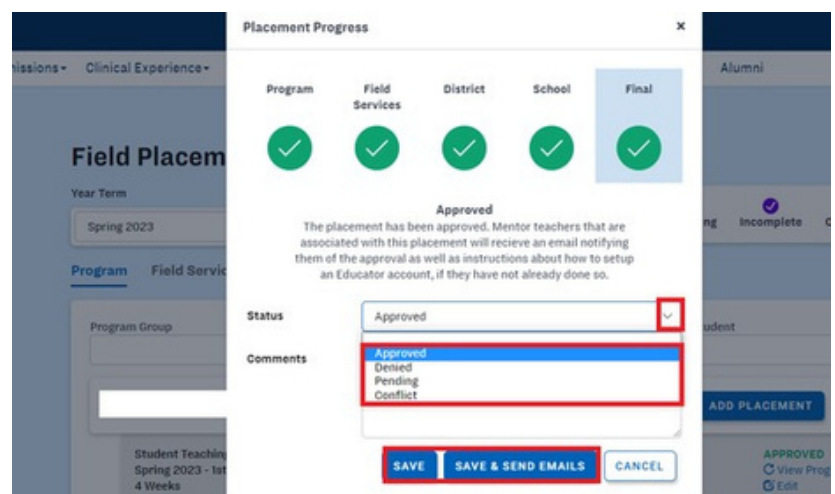 Placement Progress ×
issions Clinical Experience Alumni
Program Field Services District School Final
Field Placem
Year Term
Spring 2023
ng Incomplete C
Approved
The placement has been approved. Mentor teachers that are
associated with this placement will recieve an email notifying
them of the approval as well as instructions about how to setup
an Educator account, if they have not already done so.
Program Field Servic
Status Approved
Program Group udent
Comments
Approved
Denied
Pending
Conflict
ADD PLACEMENT
Student Teaching
Spring 2023 - 1st
4 Weeks
SAVE SAVE & SEND EMAILS CANCEL
APPROVED
View Prog
Edit